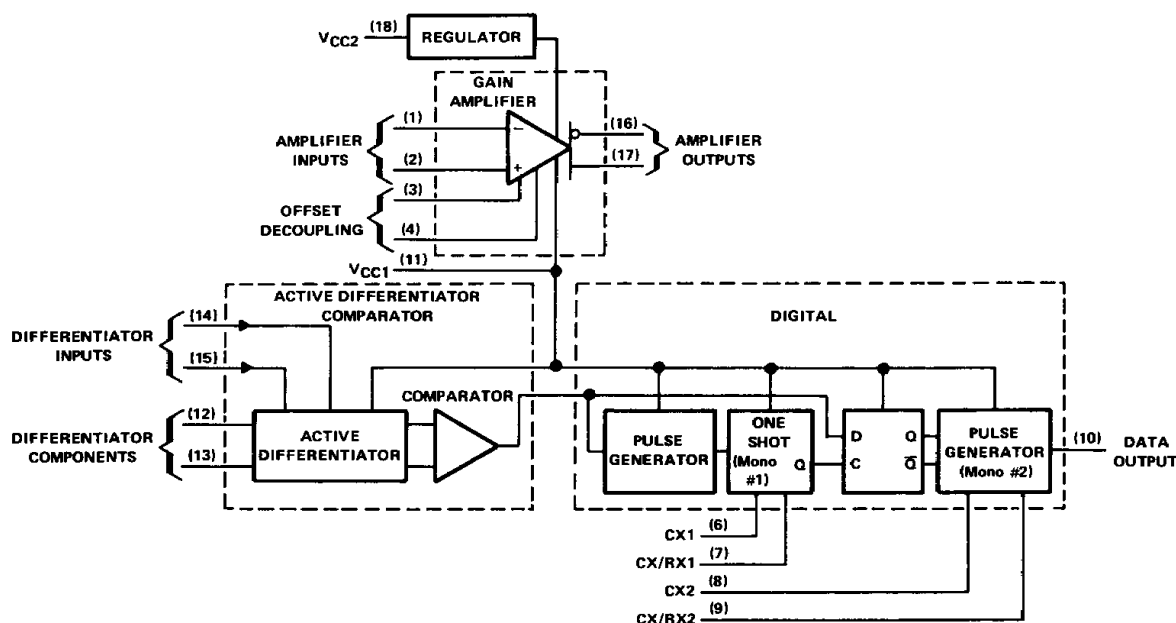 (18)
VCC2
REGULATOR
GAIN
AMPLIFIER
(1)
−
(16)
AMPLIFIER
INPUTS
AMPLIFIER
OUTPUTS
(2)
+
(17)
(3)
OFFSET
DECOUPLING
(4)
(11)
VCC1
ACTIVE DIFFERENTIATOR
COMPARATOR
DIGITAL
(14)
DIFFERENTIATOR
INPUTS
(15)
COMPARATOR
(12)
DIFFERENTIATOR
COMPONENTS
(13)
ACTIVE
DIFFERENTIATOR
PULSE
GENERATOR
ONE
SHOT
(Mono
#1)
Q
D
C
Q
Q̅
PULSE
GENERATOR
(Mono #2)
(10)
DATA
OUTPUT
CX1
(6)
CX/RX1
(7)
CX2
(8)
CX/RX2
(9)